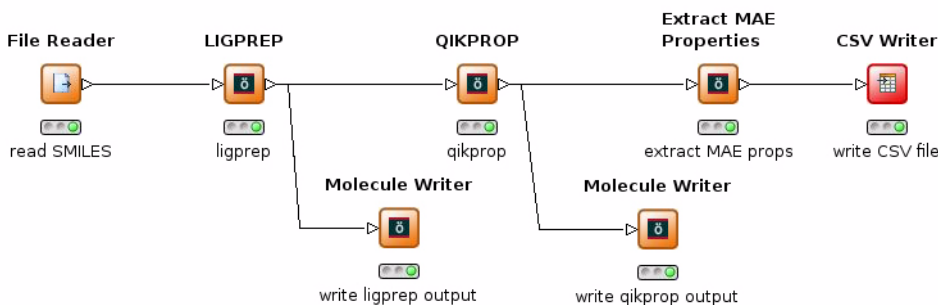 File Reader
LIGPREP
QIKPROP
Extract MAE
Properties
CSV Writer
ö
ö
ö
read SMILES
ligprep
qikprop
extract MAE props
write CSV file
Molecule Writer
Molecule Writer
ö
ö
write ligprep output
write qikprop output